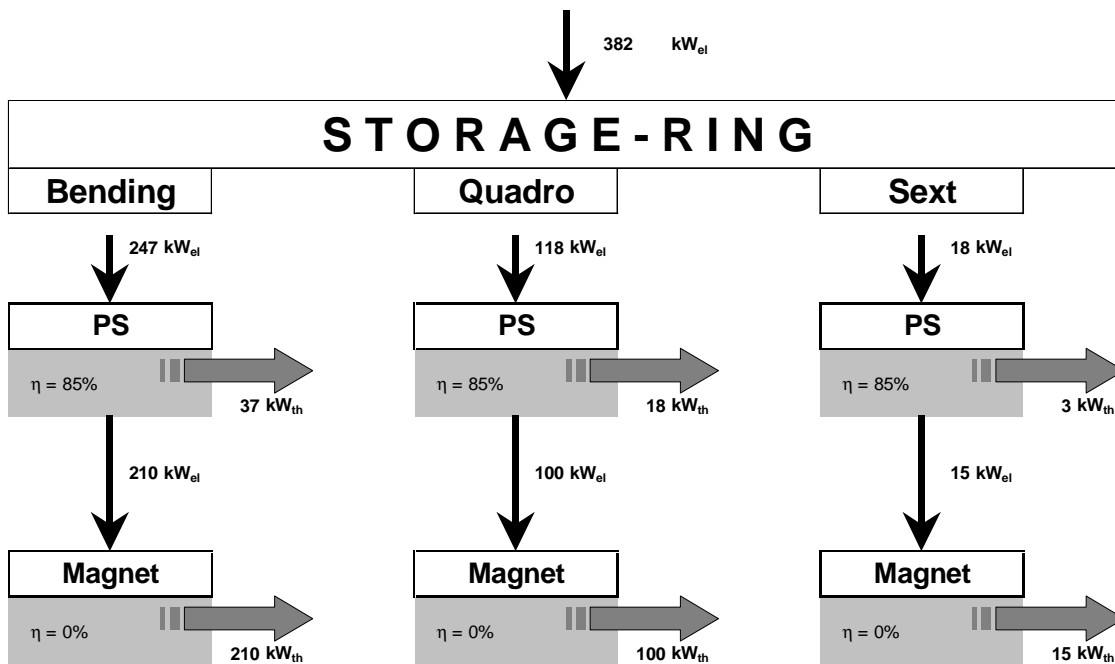 382 kWel
STORAGE-RING
Bending Quadro Sext
247 kWel 118 kWel 18 kWel
PS PS PS
η = 85% η = 85% η = 85%
37 kWth 18 kWth 3 kWth
210 kWel 100 kWel 15 kWel
Magnet Magnet Magnet
η = 0% η = 0% η = 0%
210 kWth 100 kWth 15 kWth